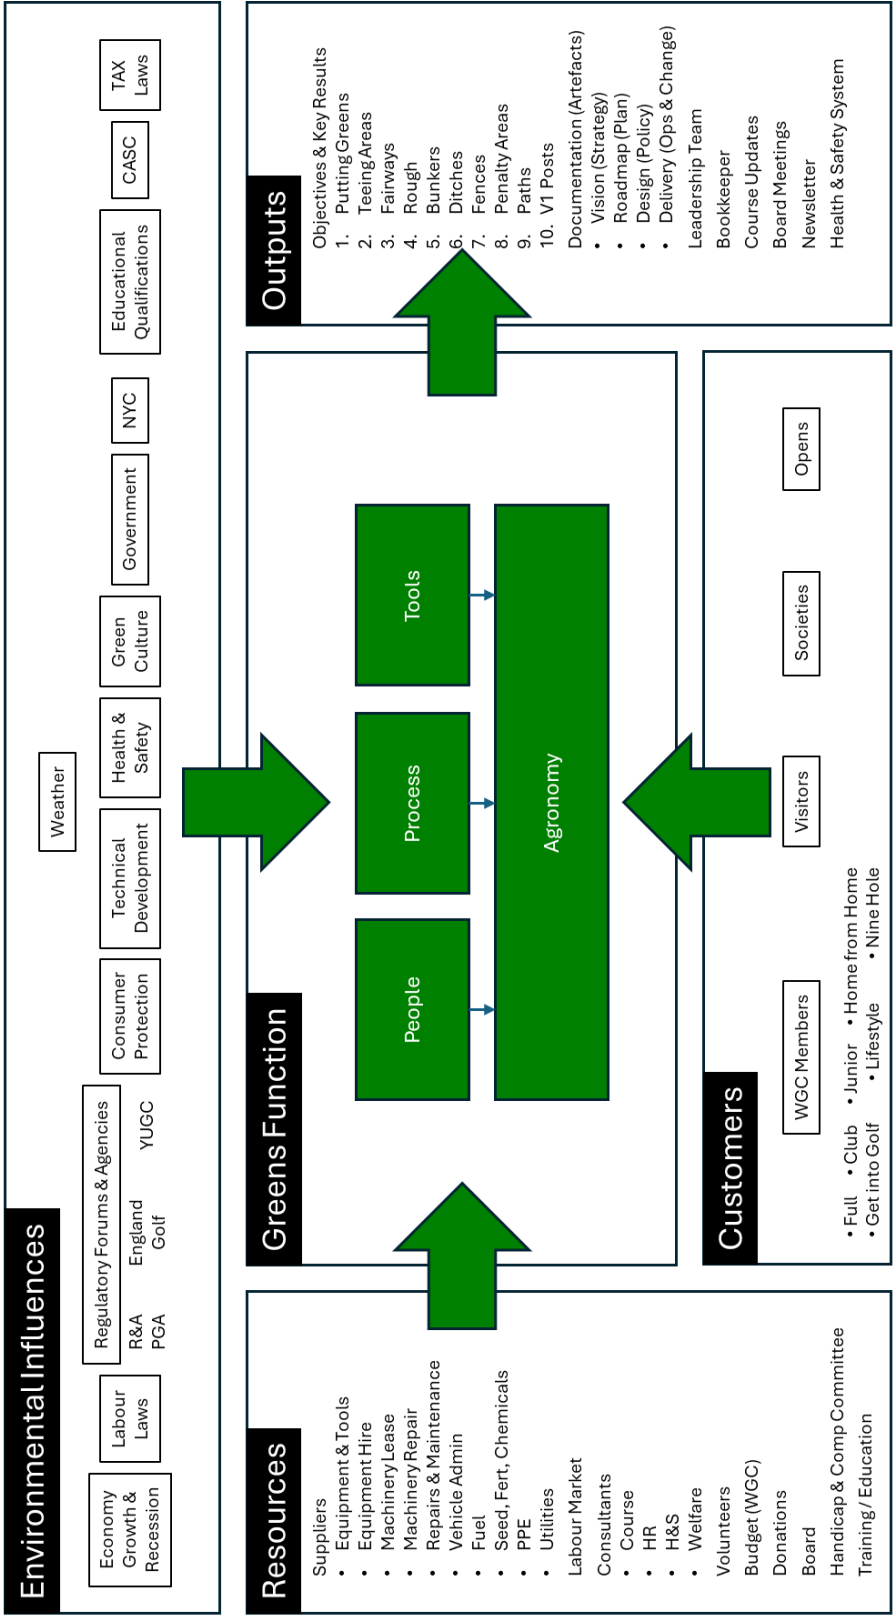 Environmental Influences
Weather
Economy
Growth &
Recession
Labour
Laws
Regulatory Forums & Agencies
R&A
PGA
England
Golf
YUGC
Consumer
Protection
Technical
Development
Health &
Safety
Green
Culture
Government
NYC
Educational
Qualifications
CASC
TAX
Laws
Resources
Suppliers
• Equipment & Tools
• Equipment Hire
• Machinery Lease
• Machinery Repair
• Repairs & Maintenance
• Vehicle Admin
• Fuel
• Seed, Fert, Chemicals
• PPE
• Utilities
Labour Market
Consultants
• Course
• HR
• H&S
• Welfare
Volunteers
Budget (WGC)
Donations
Board
Handicap & Comp Committee
Training / Education
Greens Function
People
Process
Tools
Agronomy
Customers
WGC Members
Visitors
Societies
Opens
• Full • Club • Junior • Home from Home
• Get into Golf • Lifestyle • Nine Hole
Outputs
Objectives & Key Results
1. Putting Greens
2. Teeing Areas
3. Fairways
4. Rough
5. Bunkers
6. Ditches
7. Fences
8. Penalty Areas
9. Paths
10. V1 Posts
Documentation (Artefacts)
• Vision (Strategy)
• Roadmap (Plan)
• Design (Policy)
• Delivery (Ops & Change)
Leadership Team
Bookkeeper
Course Updates
Board Meetings
Newsletter
Health & Safety System